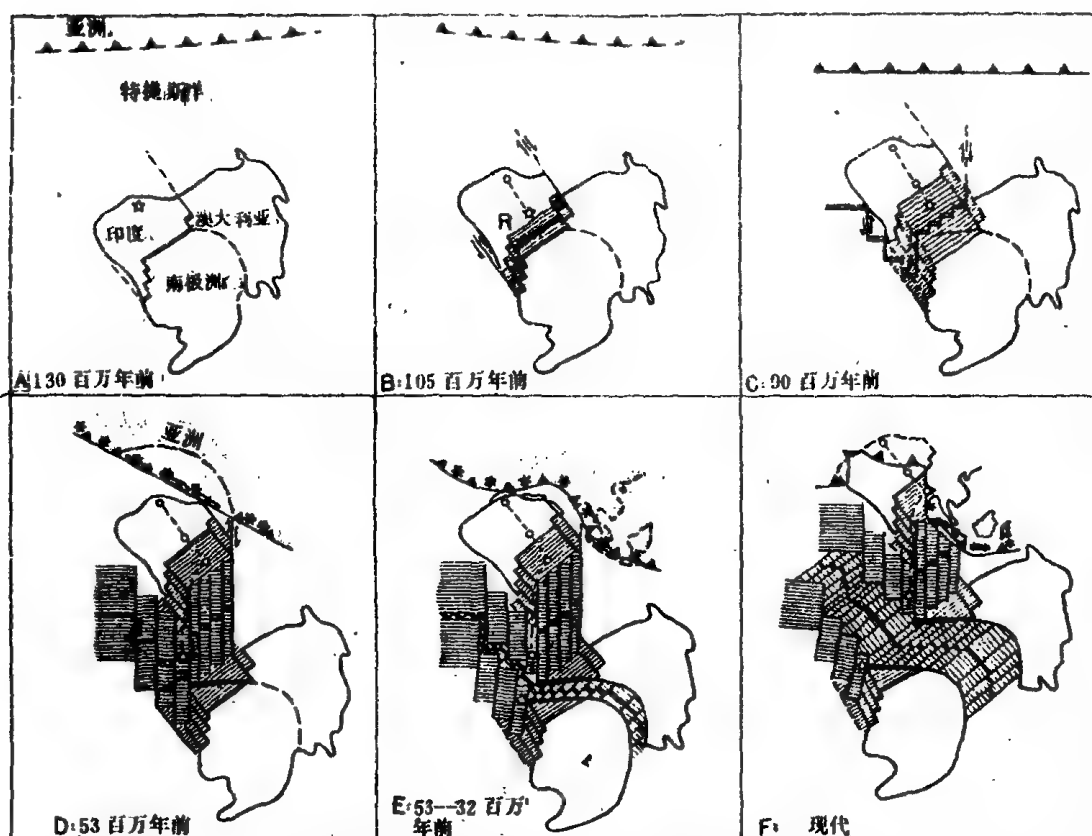 亚洲
特提斯洋
印度
澳大利亚
南极洲
A:130 百万年前
R
B:105 百万年前
C:90 百万年前
亚洲
D:53 百万年前
E:53—32 百万
年前
F: 现代